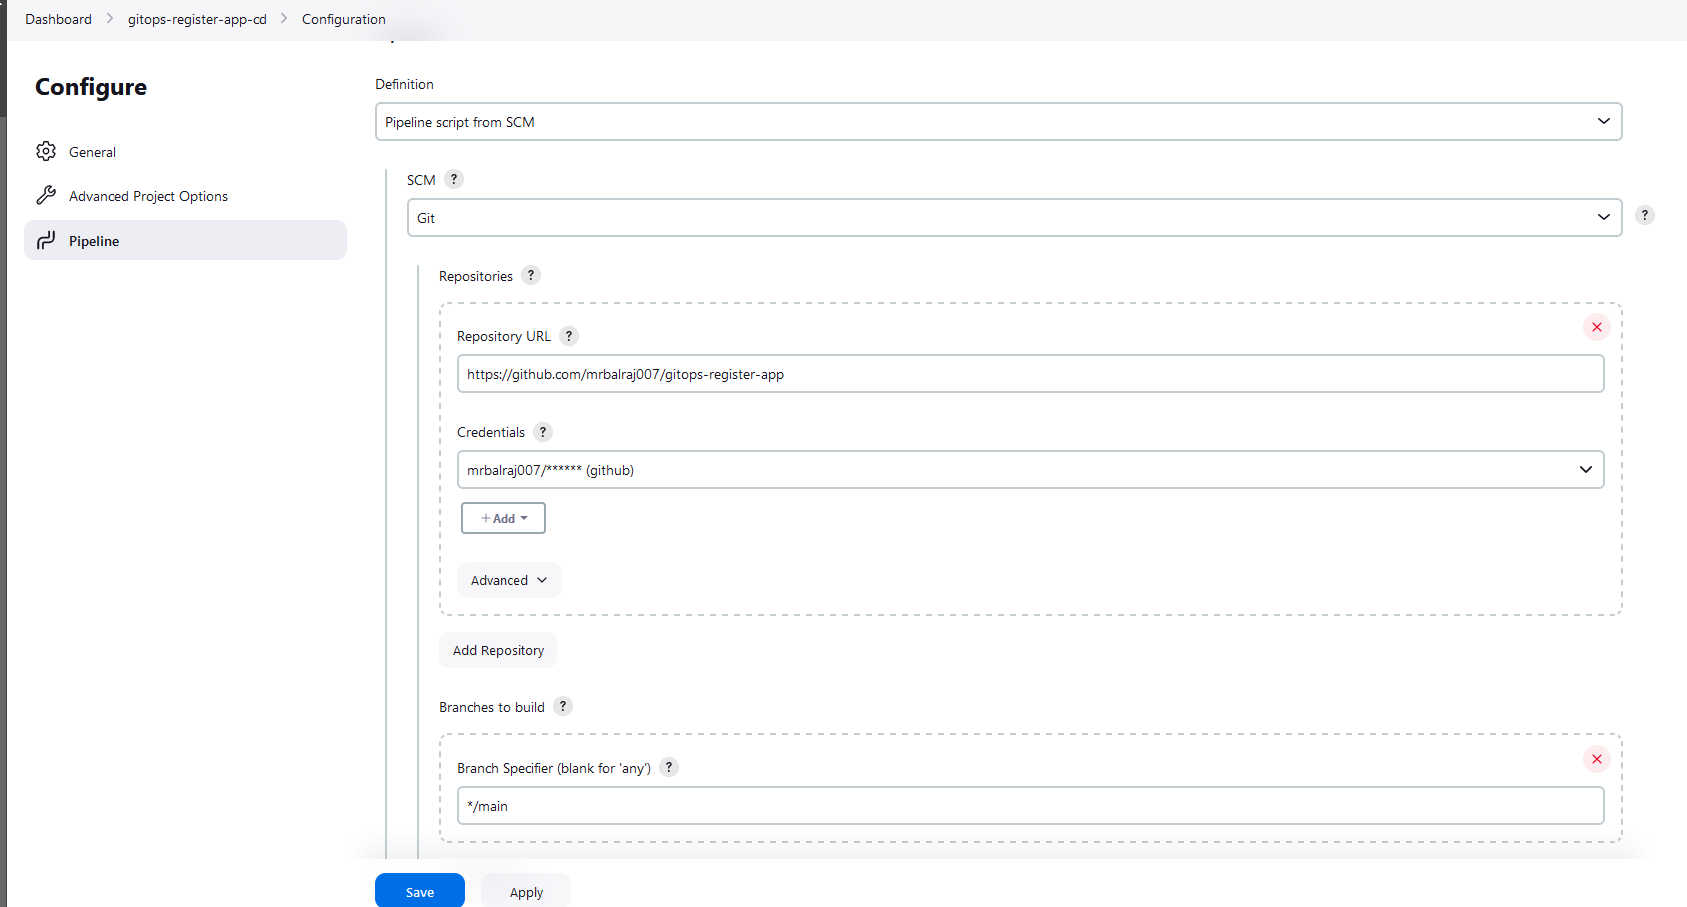 Dashboard > gitops-register-app-cd > Configuration
Configure
General
Advanced Project Options
Pipeline
Definition
Pipeline script from SCM
SCM ?
Git
?
Repositories ?
Repository URL ?
https://github.com/mrbalraj007/gitops-register-app
Credentials ?
mrbalraj007/****** (github)
+ Add
Advanced
Add Repository
Branches to build ?
Branch Specifier (blank for 'any') ?
*/main
Save Apply